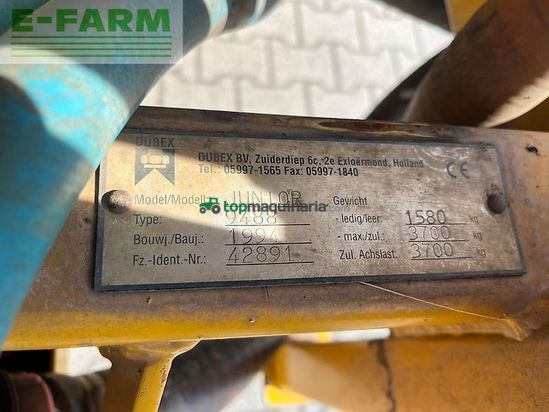 E-FARM
DUBEX
DUBEX BV, Zuiderdiep 6c, 2e Exloërmond, Holland
Tel.: 05997-1565 Fax: 05997-1840
CE
Model/Modell: JUNIOR Gewicht
topmaquinaria
Type: 9488 - ledig/leer: 1580 kg
Bouwj./Bauj.: 1994 - max./zul.: 3700 kg
Fz.-Ident.-Nr.: 42891 Zul. Achslast: 3700 kg